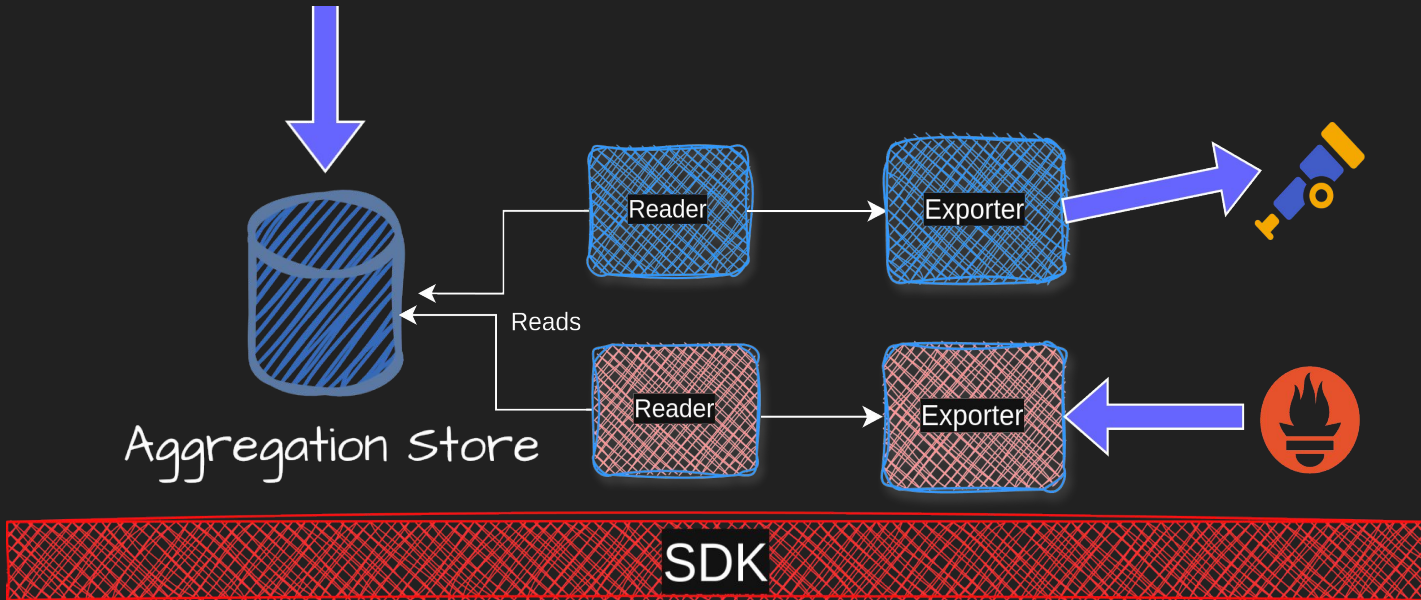 Reader
Exporter
Reads
Reader
Exporter
Aggregation Store
SDK